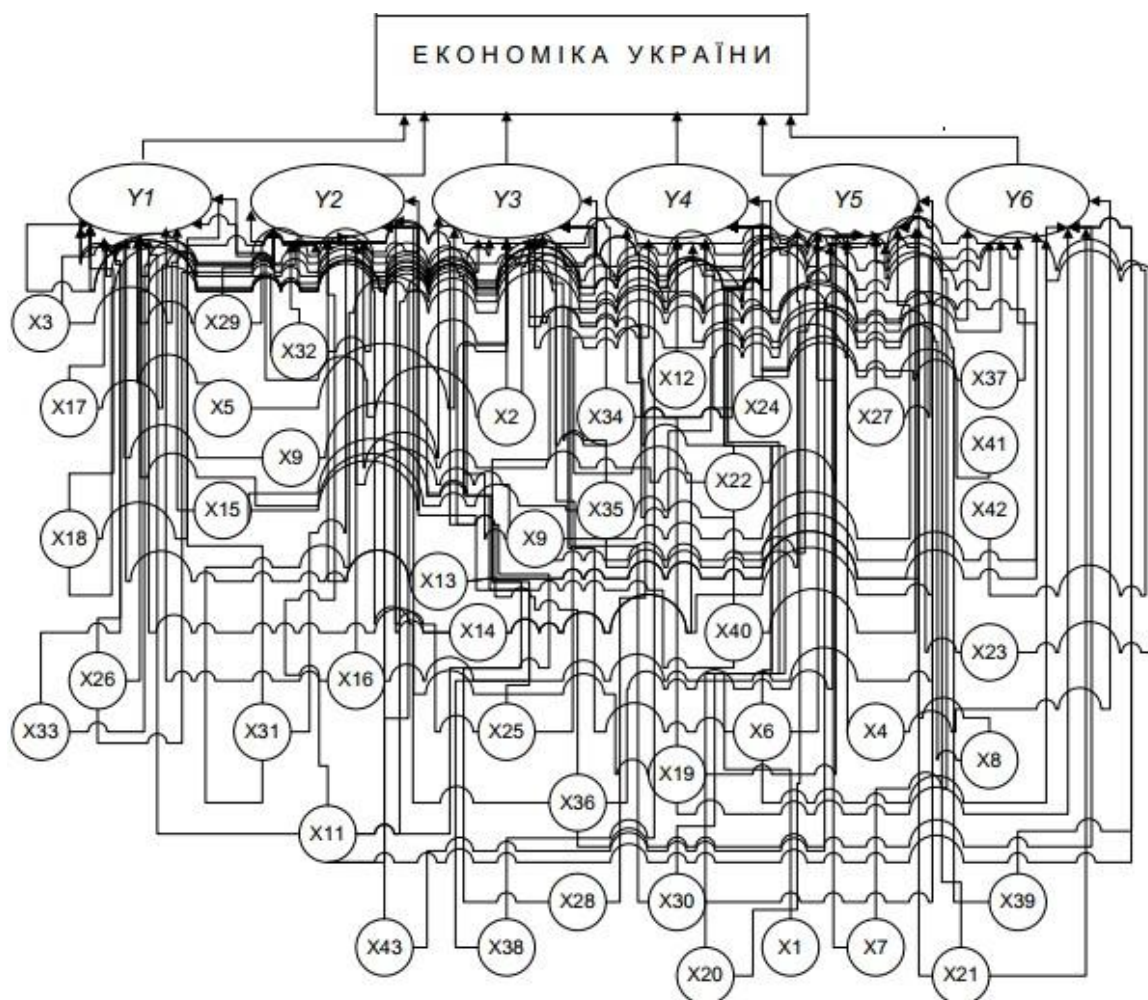 ЕКОНОМІКА УКРАЇНИ
Y1 Y2 Y3 Y4 Y5 Y6
X3 X29
X32
X12 X37
X17 X5 X2 X34 X24 X27
X41
X9 X22
X15 X35 X42
X18 X9
X13
X14 X40
X23
X26 X16
X33 X31 X25 X6 X4
X8
X19
X36
X11
X28 X30 X39
X43 X38 X1 X7
X20 X21